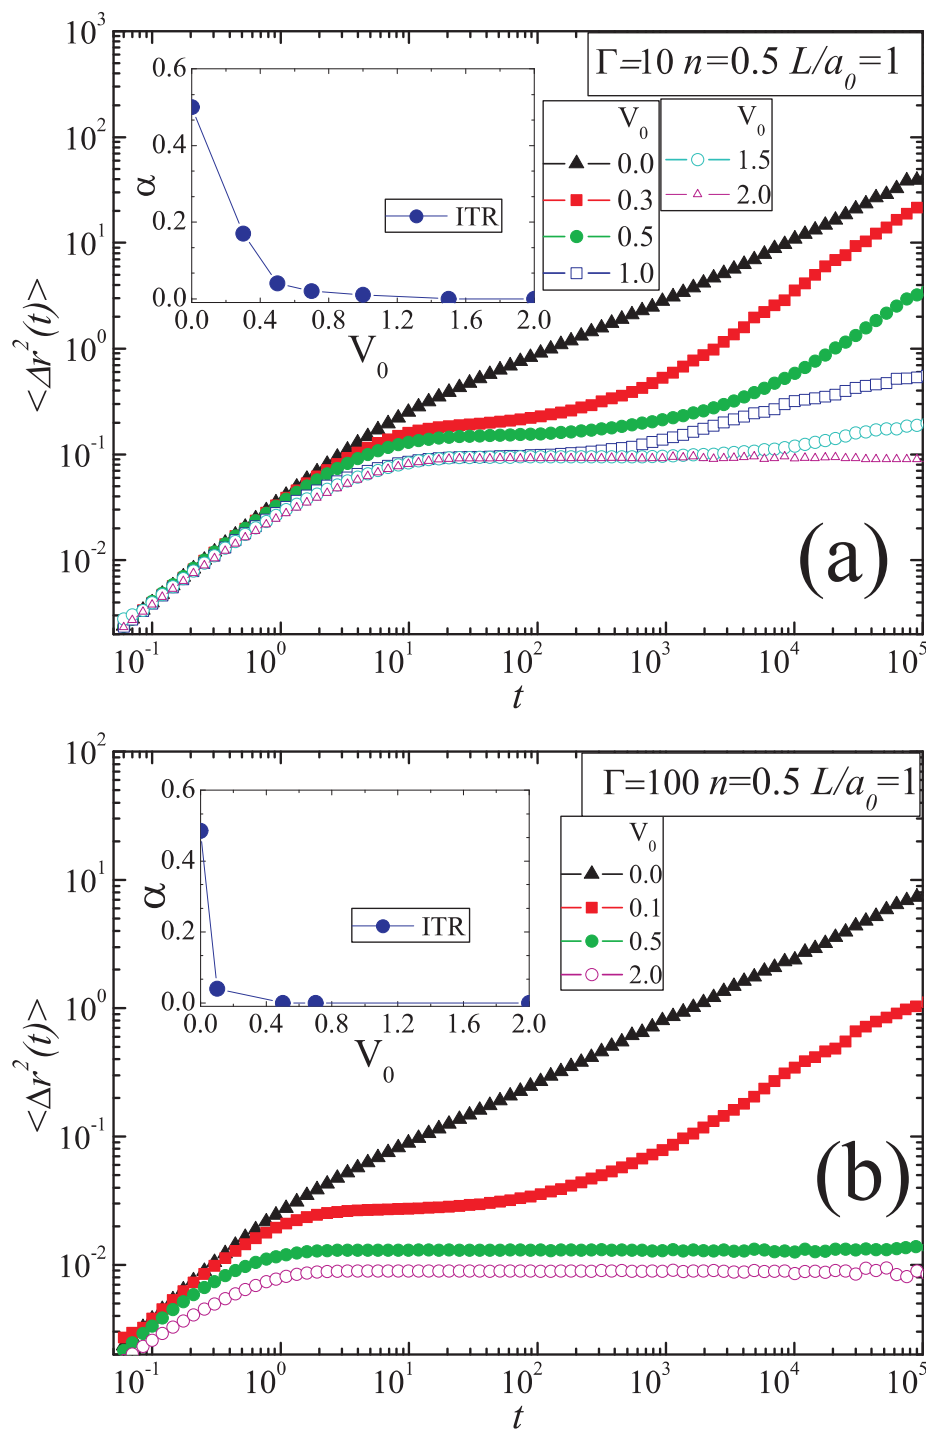 Γ=10 n=0.5 L/a₀=1
<Δr²(t)>
10³
10²
10¹
10⁰
10⁻¹
10⁻²
10⁻¹ 10⁰ 10¹ 10² 10³ 10⁴ 10⁵
t
α
0.6
0.4
0.2
0.0
0.0 0.4 0.8 1.2 1.6 2.0
V₀
ITR
V₀
0.0
0.3
0.5
1.0
V₀
1.5
2.0
(a)
Γ=100 n=0.5 L/a₀=1
<Δr²(t)>
10²
10¹
10⁰
10⁻¹
10⁻²
10⁻¹ 10⁰ 10¹ 10² 10³ 10⁴ 10⁵
t
α
0.6
0.4
0.2
0.0
0.0 0.4 0.8 1.2 1.6 2.0
V₀
ITR
V₀
0.0
0.1
0.5
2.0
(b)